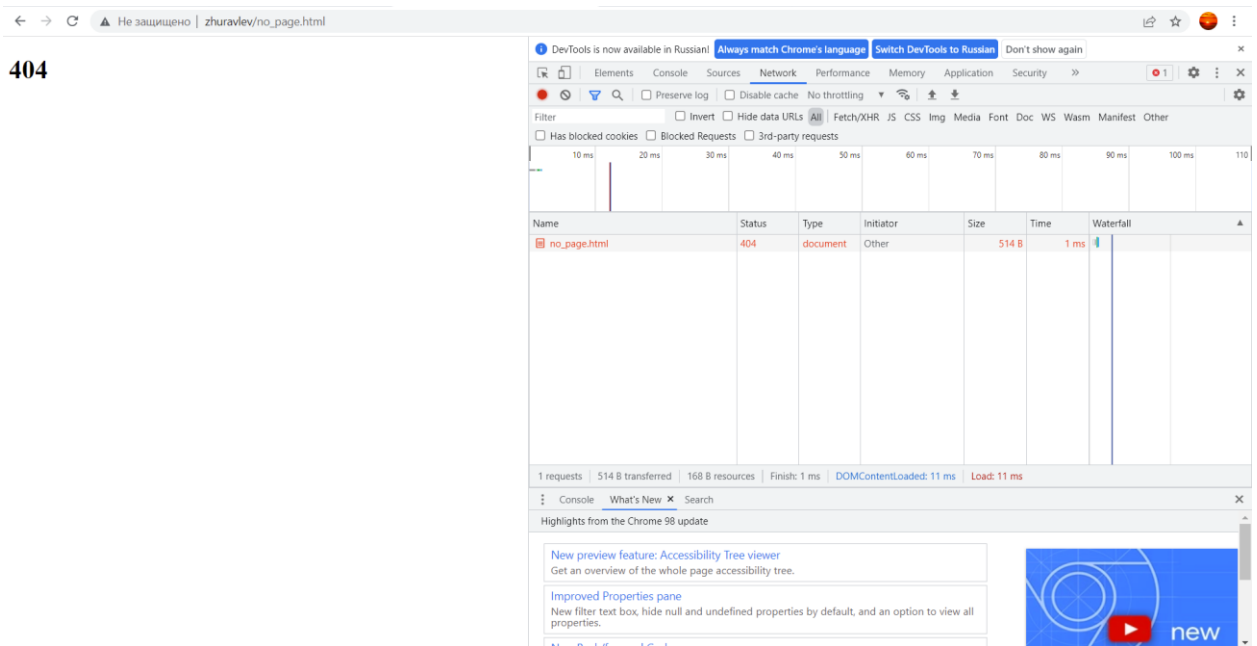 Не защищено | zhuravlev/no_page.html
404
DevTools is now available in Russian! Always match Chrome's language Switch DevTools to Russian Don't show again
Elements Console Sources Network Performance Memory Application Security 1
Preserve log Disable cache No throttling
Filter Invert Hide data URLs All Fetch/XHR JS CSS Img Media Font Doc WS Wasm Manifest Other
Has blocked cookies Blocked Requests 3rd-party requests
10 ms 20 ms 30 ms 40 ms 50 ms 60 ms 70 ms 80 ms 90 ms 100 ms 110
Name Status Type Initiator Size Time Waterfall
no_page.html 404 document Other 514 B 1 ms
1 requests 514 B transferred 168 B resources Finish: 1 ms DOMContentLoaded: 11 ms Load: 11 ms
Console What's New Search
Highlights from the Chrome 98 update
New preview feature: Accessibility Tree viewer
Get an overview of the whole page accessibility tree.
Improved Properties pane
New filter text box, hide null and undefined properties by default, and an option to view all
properties.
new